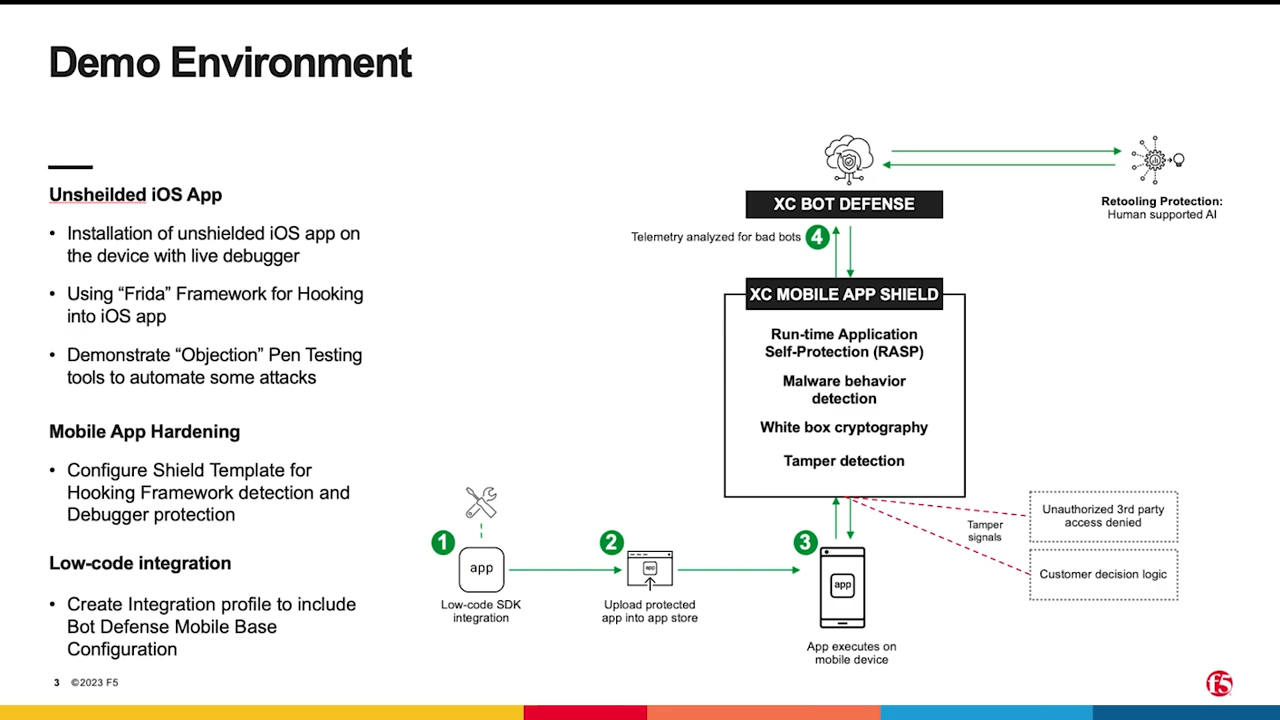 Demo Environment
Unsheilded iOS App
• Installation of unshielded iOS app on
the device with live debugger
• Using “Frida” Framework for Hooking
into iOS app
• Demonstrate “Objection” Pen Testing
tools to automate some attacks
Mobile App Hardening
• Configure Shield Template for
Hooking Framework detection and
Debugger protection
Low-code integration
• Create Integration profile to include
Bot Defense Mobile Base
Configuration
XC BOT DEFENSE
Retooling Protection:
Human supported AI
Telemetry analyzed for bad bots
4
XC MOBILE APP SHIELD
Run-time Application
Self-Protection (RASP)
Malware behavior
detection
White box cryptography
Tamper detection
1
app
Low-code SDK
integration
2
app
Upload protected
app into app store
3
app
App executes on
mobile device
Tamper
signals
Unauthorized 3rd party
access denied
Customer decision logic
3 ©2023 F5
f5